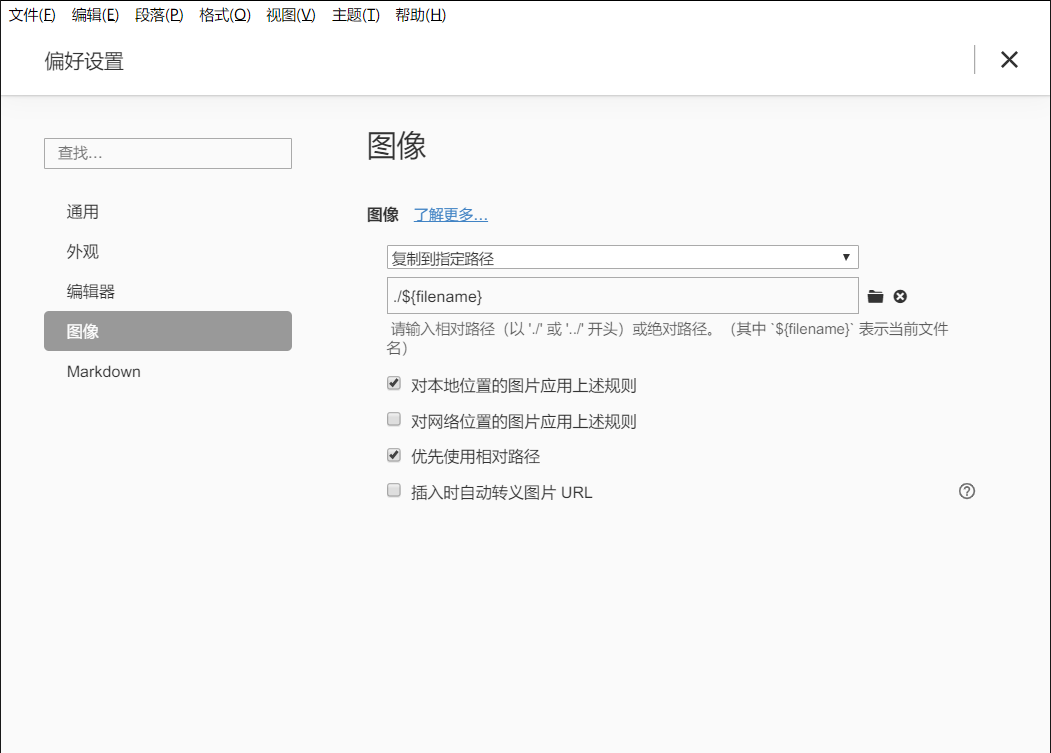 文件(F) 编辑(E) 段落(P) 格式(O) 视图(V) 主题(T) 帮助(H)
偏好设置
查找…
通用
外观
编辑器
图像
Markdown
图像
图像 了解更多…
复制到指定路径
./${filename}
请输入相对路径（以 './' 或 '../' 开头）或绝对路径。（其中 `${filename}` 表示当前文件
名）
对本地位置的图片应用上述规则
对网络位置的图片应用上述规则
优先使用相对路径
插入时自动转义图片 URL